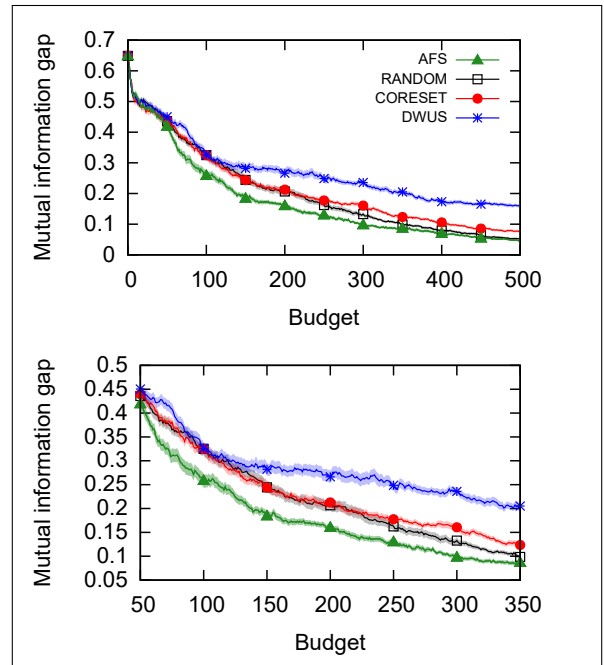 Mutual information gap
0.7
0.6
0.5
0.4
0.3
0.2
0.1
0
AFS
RANDOM
CORESET
DWUS
0 100 200 300 400 500
Budget
Mutual information gap
0.5
0.45
0.4
0.35
0.3
0.25
0.2
0.15
0.1
0.05
50 100 150 200 250 300 350
Budget